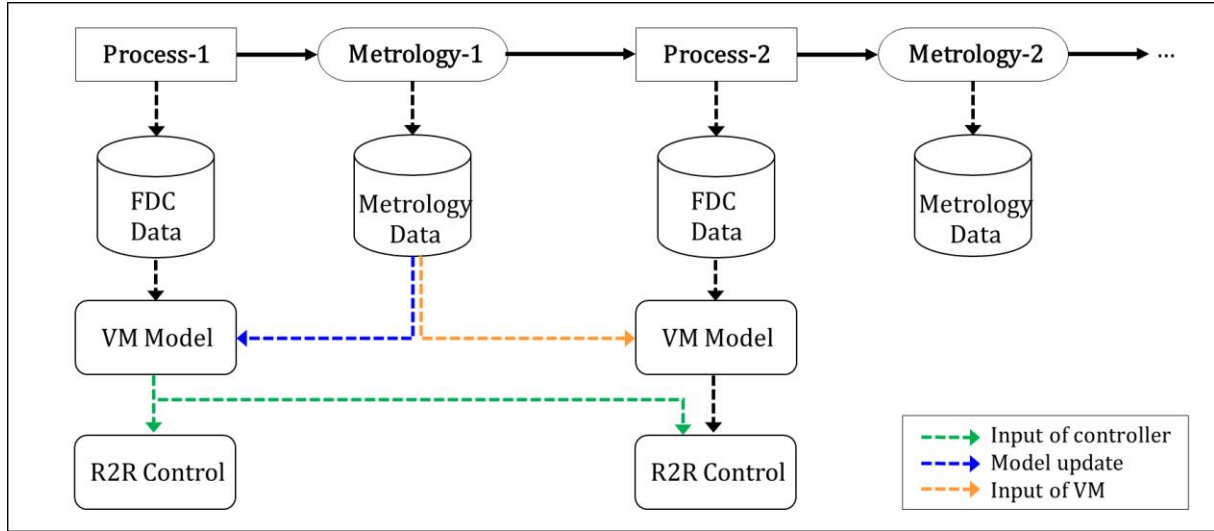 Process-1
Metrology-1
Process-2
Metrology-2
...
FDC
Data
Metrology
Data
FDC
Data
Metrology
Data
VM Model
VM Model
R2R Control
R2R Control
Input of controller
Model update
Input of VM